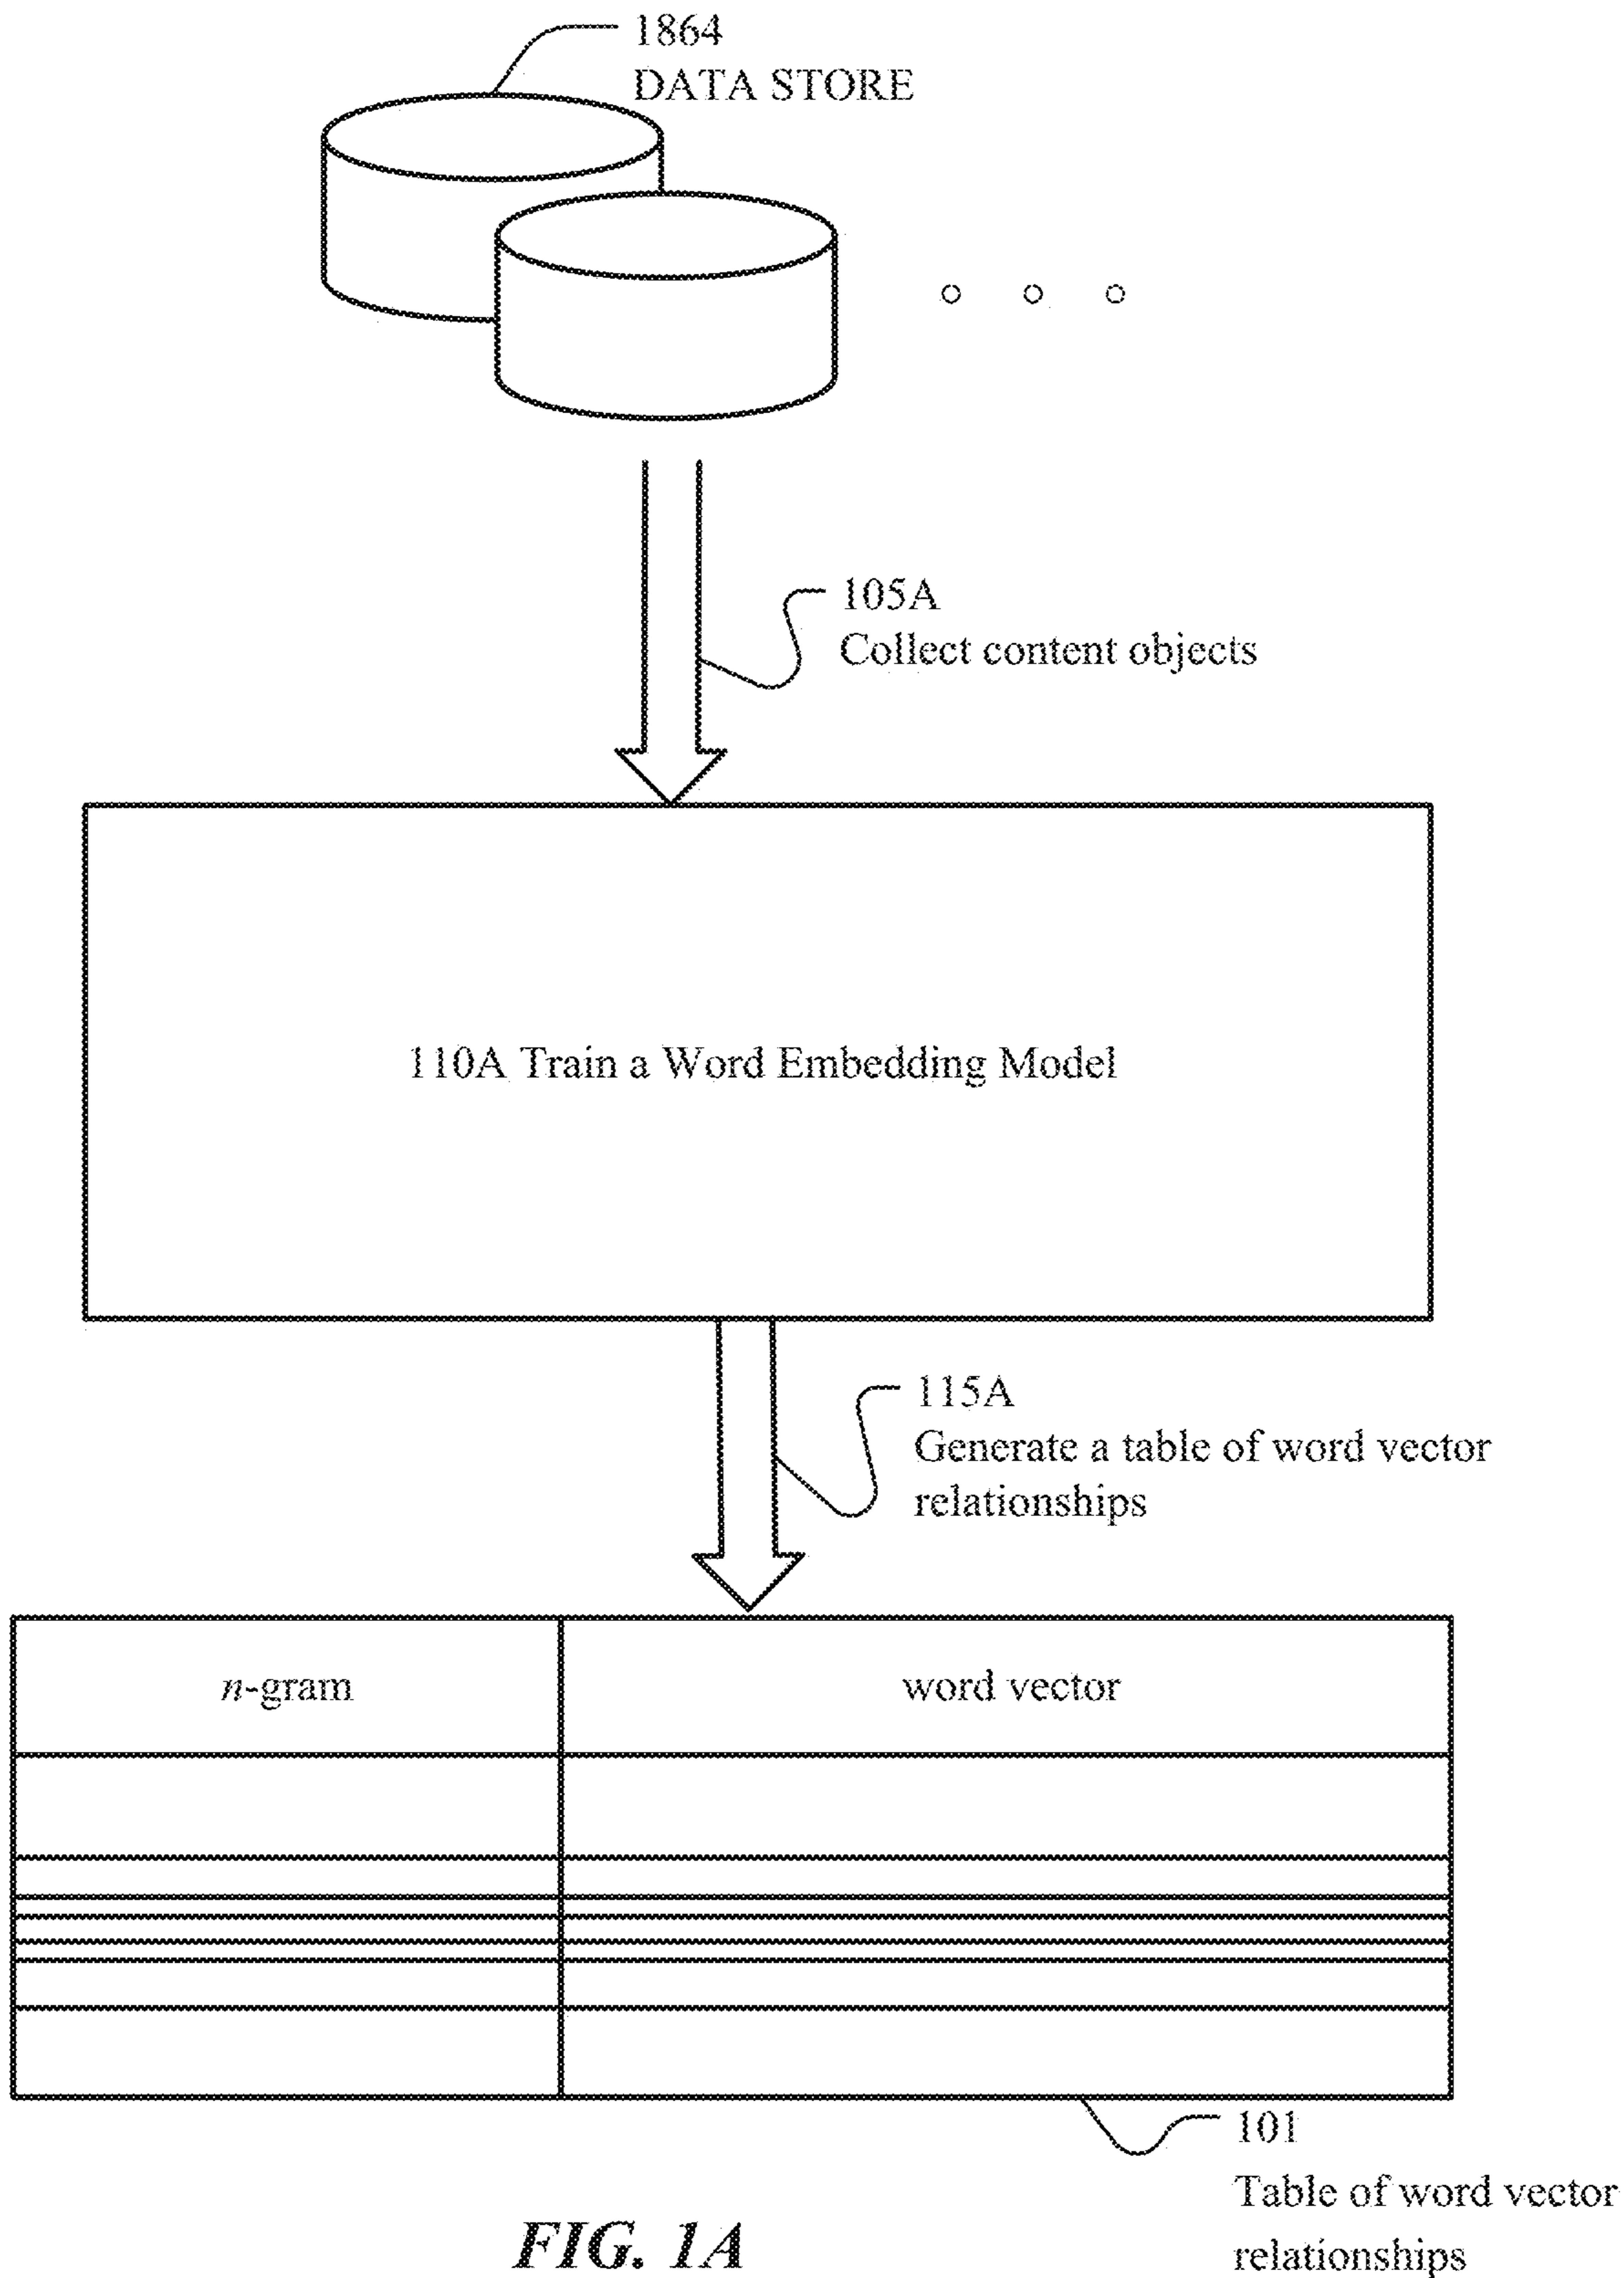 1864
DATA STORE
105A
Collect content objects
110A Train a Word Embedding Model
115A
Generate a table of word vector
relationships
n-gram
word vector
101
Table of word vector
relationships
FIG. 1A